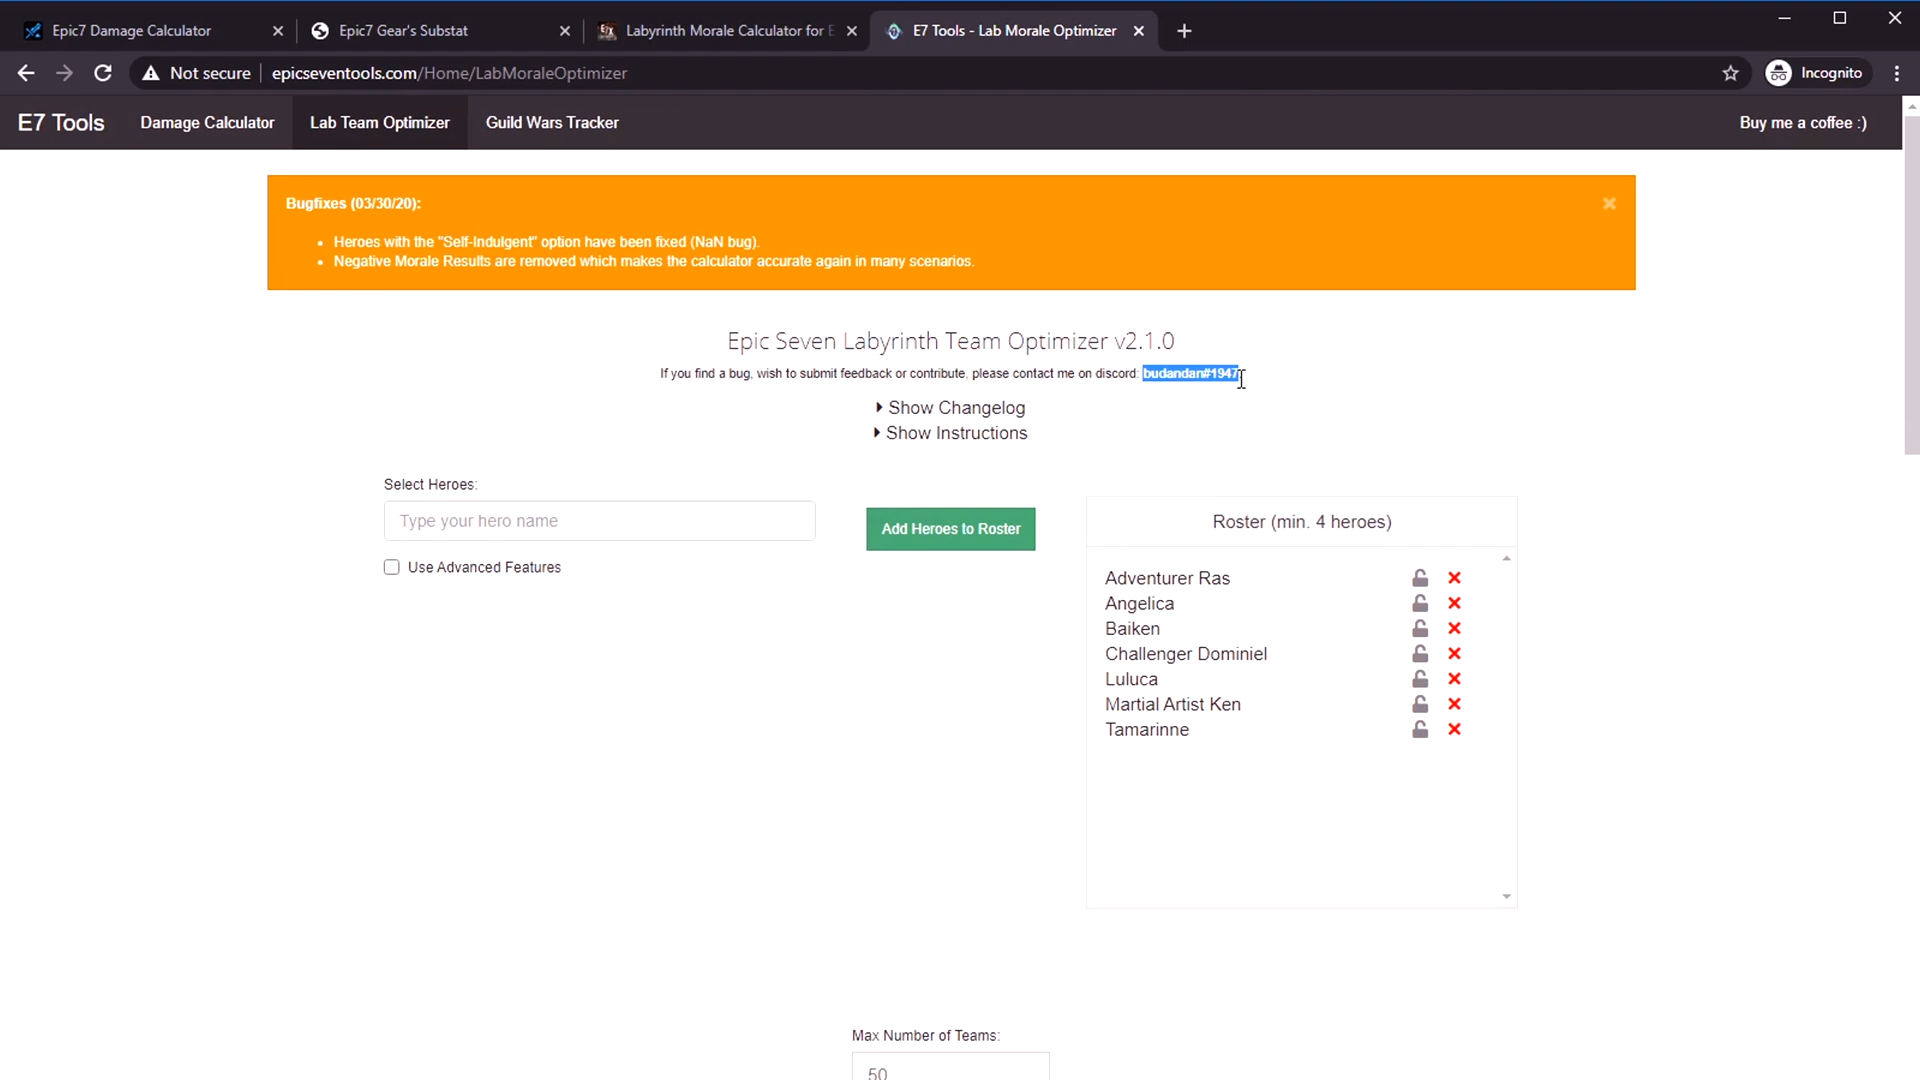 Epic7 Damage Calculator
Epic7 Gear's Substat
Labyrinth Morale Calculator for E
E7 Tools - Lab Morale Optimizer
Not secure
epicseventools.com/Home/LabMoraleOptimizer
Incognito
E7 Tools
Damage Calculator
Lab Team Optimizer
Guild Wars Tracker
Buy me a coffee :)
Bugfixes (03/30/20):
Heroes with the "Self-Indulgent" option have been fixed (NaN bug).
Negative Morale Results are removed which makes the calculator accurate again in many scenarios.
Epic Seven Labyrinth Team Optimizer v2.1.0
If you find a bug, wish to submit feedback or contribute, please contact me on discord: budandan#1947
Show Changelog
Show Instructions
Select Heroes:
Type your hero name
Use Advanced Features
Add Heroes to Roster
Roster (min. 4 heroes)
Adventurer Ras
Angelica
Baiken
Challenger Dominiel
Luluca
Martial Artist Ken
Tamarinne
Max Number of Teams:
50